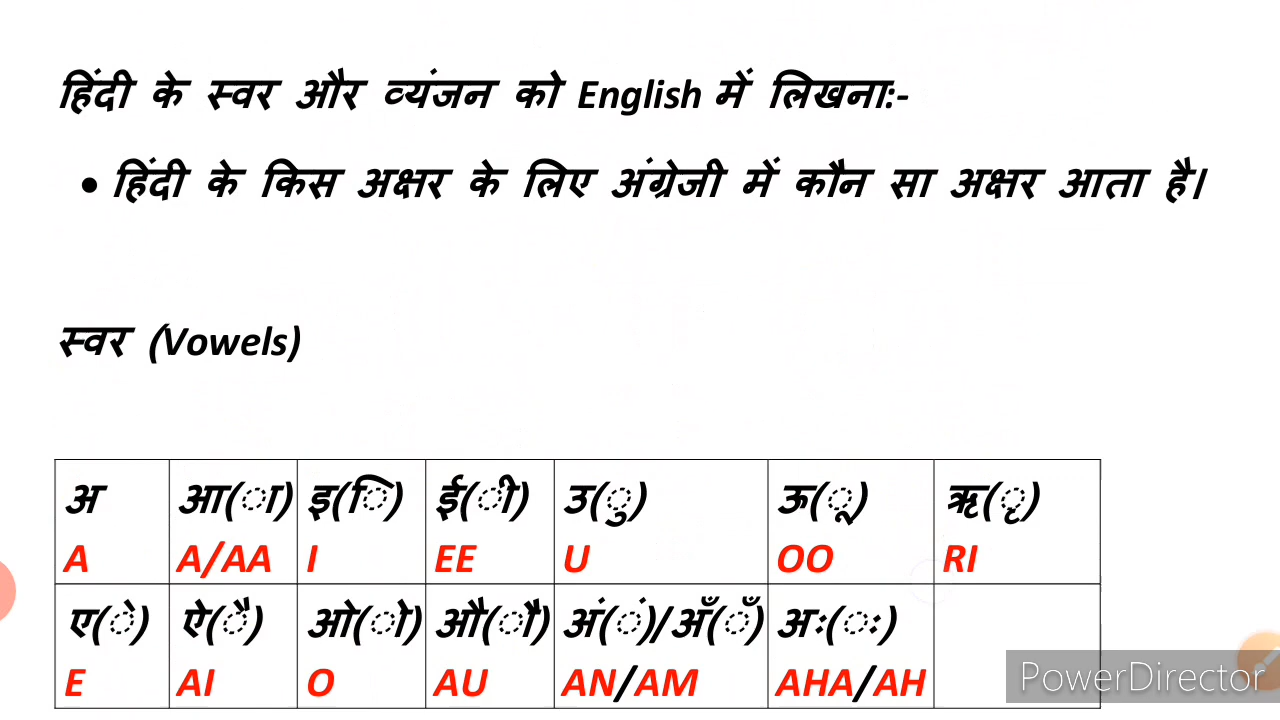 हिंदी के स्वर और व्यंजन को English में लिखना:-
• हिंदी के किस अक्षर के लिए अंग्रेजी में कौन सा अक्षर आता है।
स्वर (Vowels)
अ आ(ा) इ(ि) ई(ी) उ(ु) ऊ(ू) ऋ(ृ)
A A/AA I EE U OO RI
ए(े) ऐ(ै) ओ(ो) औ(ौ) अं(ं)/अँ(ँ) अः(ः)
E AI O AU AN/AM AHA/AH
PowerDirector